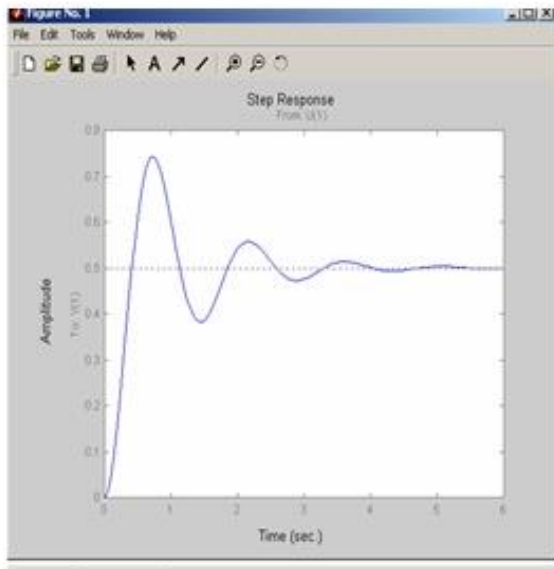 Figure No. 1
File Edit Tools Window Help
Step Response
From: U(1)
Amplitude
To: Y(1)
0.8
0.7
0.6
0.5
0.4
0.3
0.2
0.1
0
0 1 2 3 4 5 6
Time (sec.)